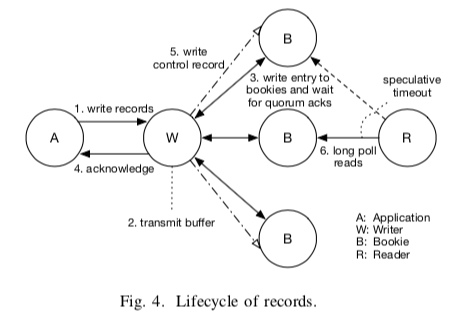 B
5. write
control record
3. write entry to
bookies and wait
for quorum acks
speculative
timeout
1. write records
A
W
B
R
4. acknowledge
6. long poll
reads
2. transmit buffer
B
A: Application
W: Writer
B: Bookie
R: Reader
Fig. 4. Lifecycle of records.